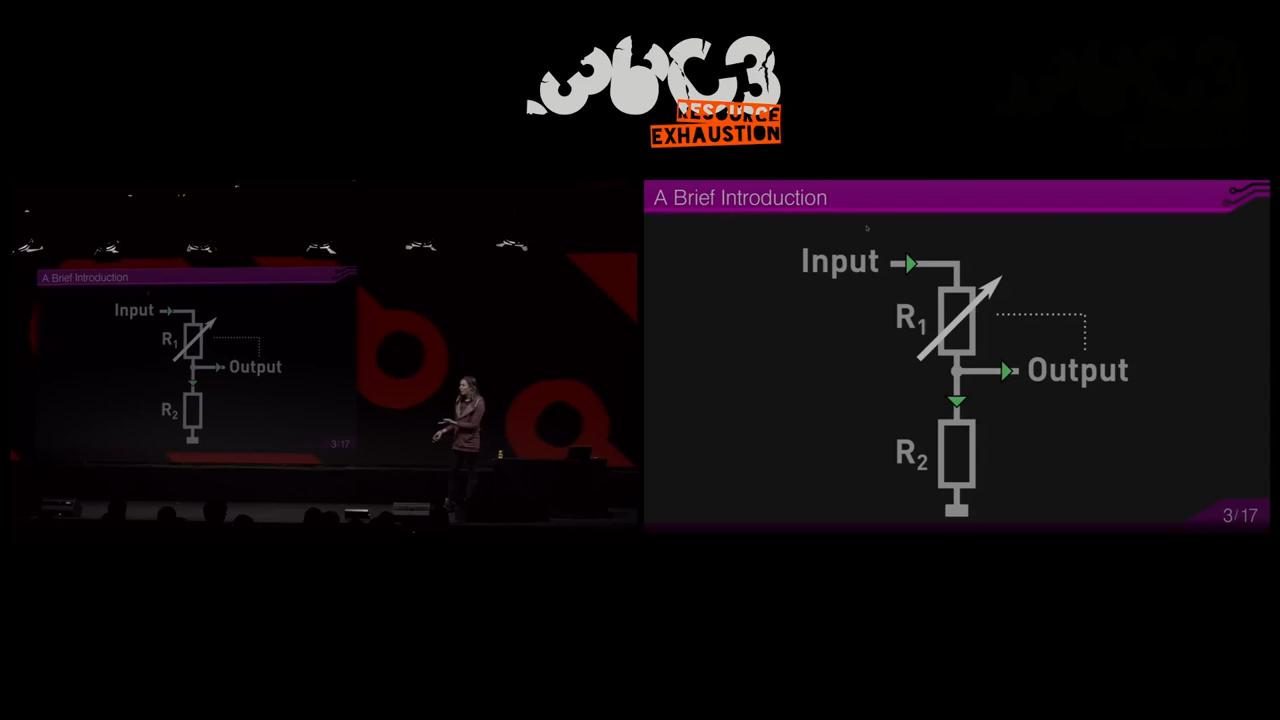 36C3
RESOURCE
EXHAUSTION
A Brief Introduction
Input
R1
Output
R2
3/17
A Brief Introduction
Input
R1
Output
R2
3/17